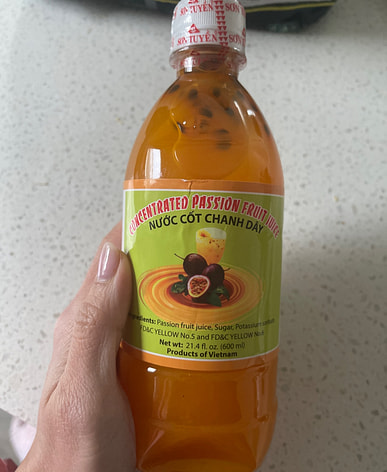 SƠN TUYỀN
CONCENTRATED PASSION FRUIT JUICE
NƯỚC CỐT CHANH DÂY
Ingredients: Passion fruit juice, Sugar, Potassium
FD&C YELLOW No.5 and FD&C YELLOW No.6
Net wt: 21.4 fl. oz. (600 ml)
Products of Vietnam